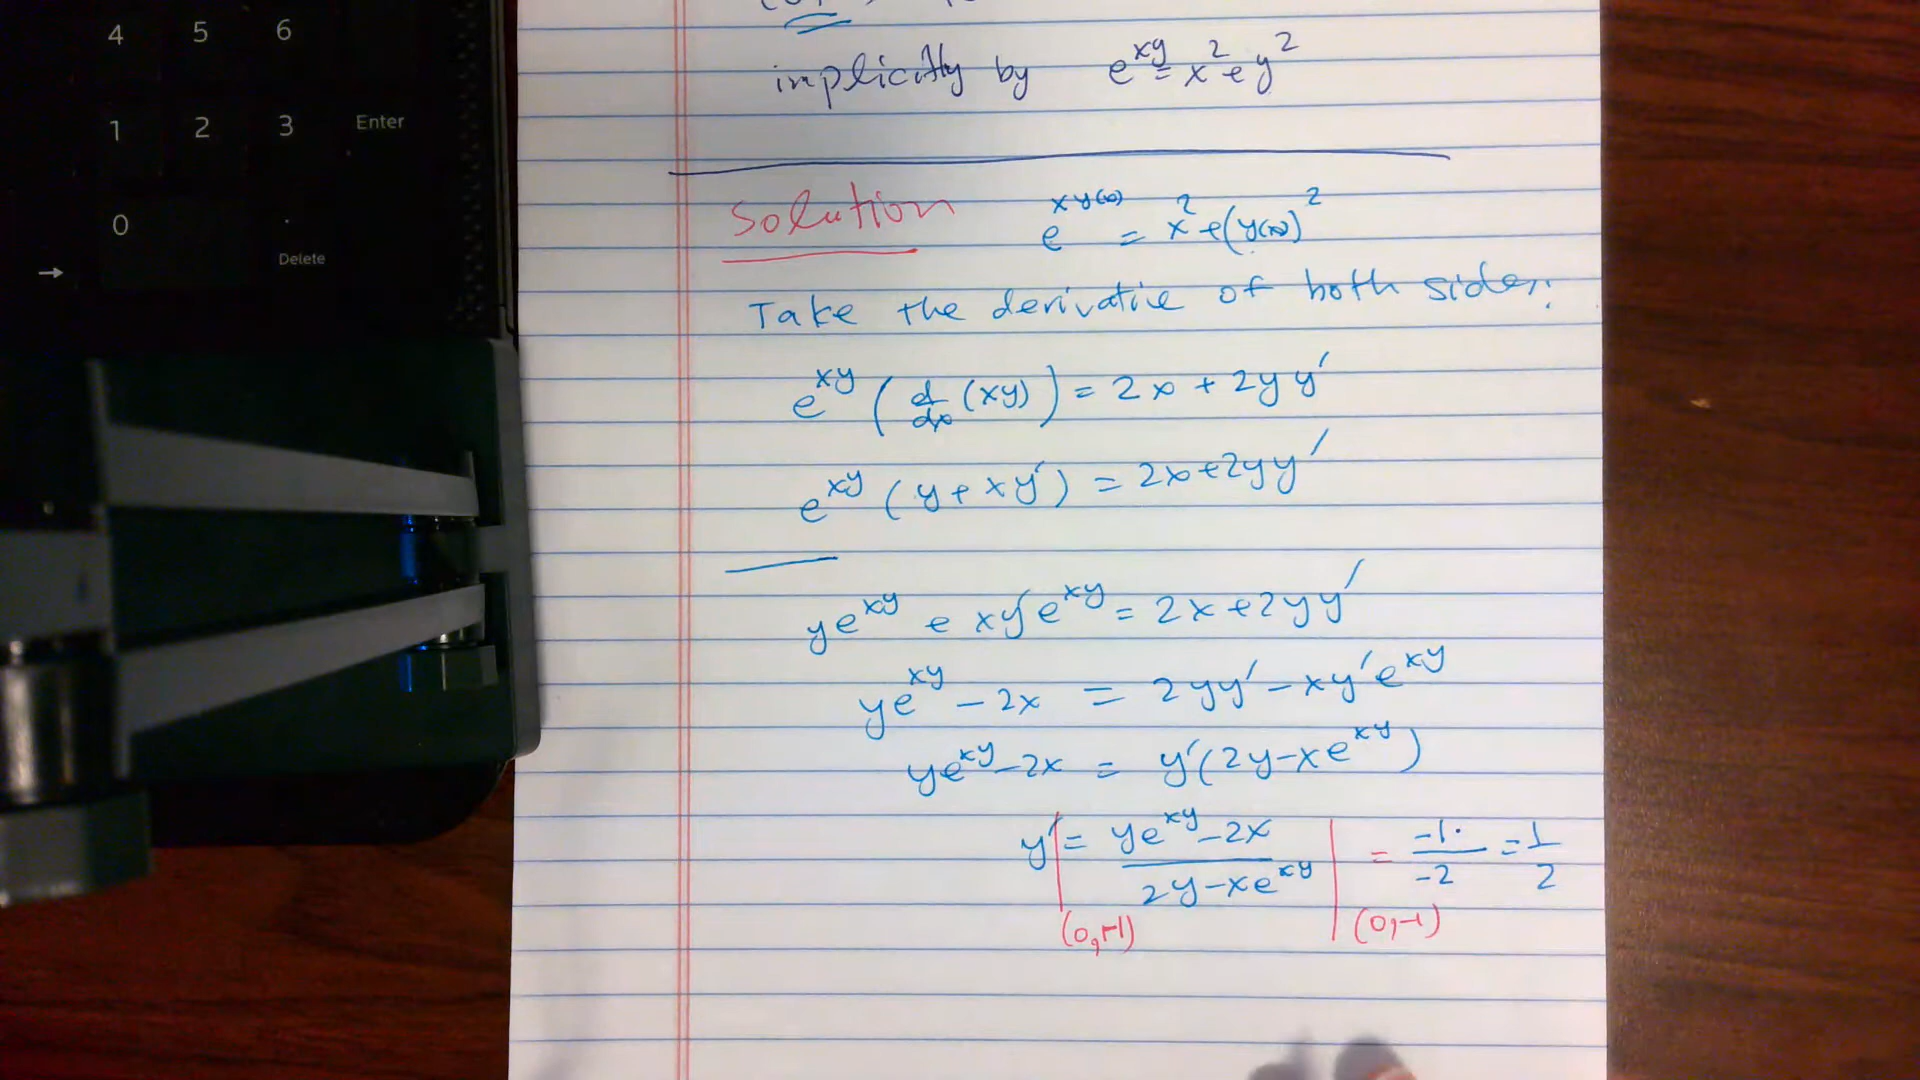 4 5 6
1 2 3 Enter
0 .
→ Delete
implicitly by e^xy = x^2 + y^2
Solution e^xy(x) = x^2 + (y(x))^2
Take the derivative of both sides:
e^xy (d/dx (xy)) = 2x + 2yy'
e^xy (y + xy') = 2x + 2yy'
ye^xy + xy'e^xy = 2x + 2yy'
ye^xy - 2x = 2yy' - xy'e^xy
ye^xy - 2x = y'(2y - xe^xy)
y'| = (ye^xy - 2x)/(2y - xe^xy) | = -1/-2 = 1/2
(0,-1) (0,-1)